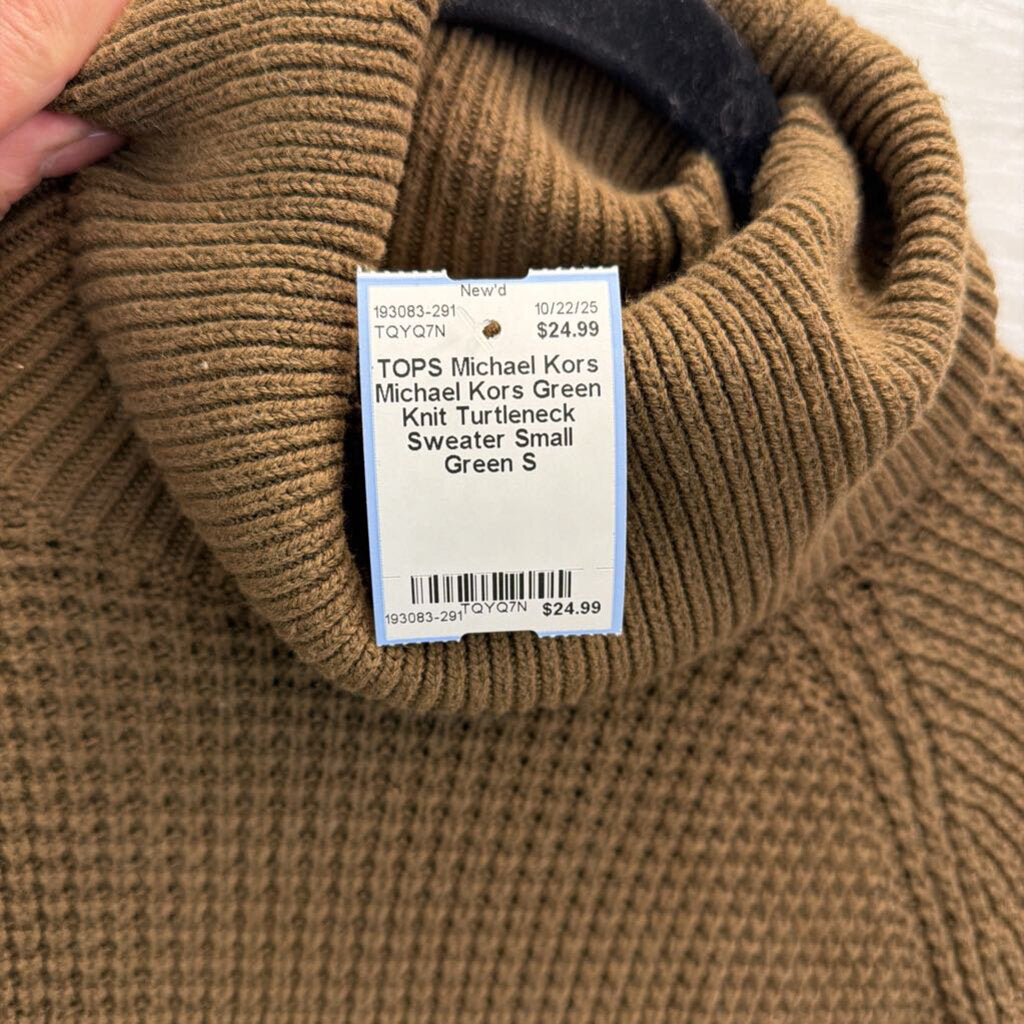 New'd
193083-291 10/22/25
TQYQ7N $24.99
TOPS Michael Kors
Michael Kors Green
Knit Turtleneck
Sweater Small
Green S
193083-291 TQYQ7N $24.99